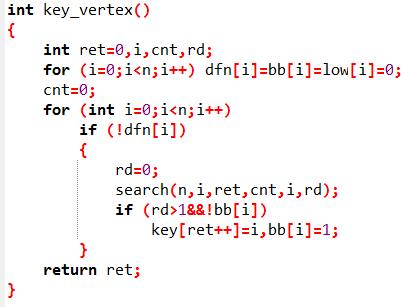 int key_vertex()
{
    int ret=0,i,cnt,rd;
    for (i=0;i<n;i++) dfn[i]=bb[i]=low[i]=0;
    cnt=0;
    for (int i=0;i<n;i++)
        if (!dfn[i])
        {
            rd=0;
            search(n,i,ret,cnt,i,rd);
            if (rd>1&&!bb[i])
                key[ret++]=i,bb[i]=1;
        }
    return ret;
}